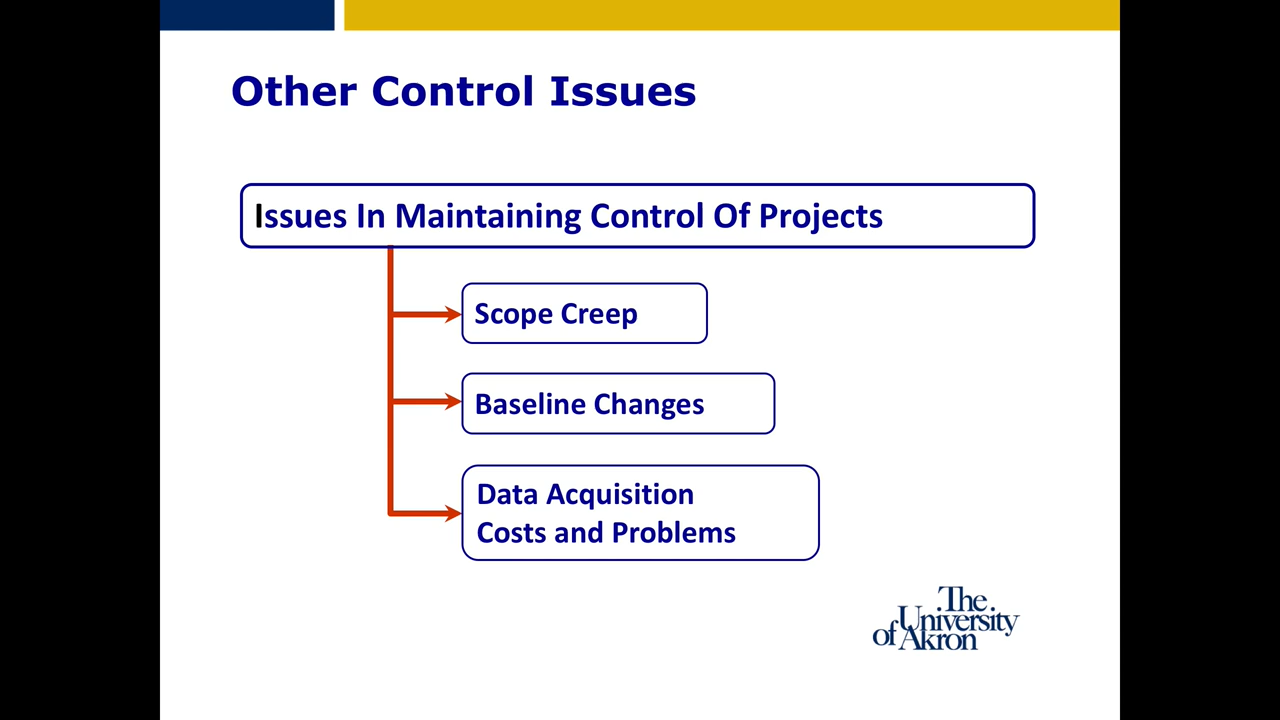 Other Control Issues
Issues In Maintaining Control Of Projects
Scope Creep
Baseline Changes
Data Acquisition
Costs and Problems
The
University
of Akron